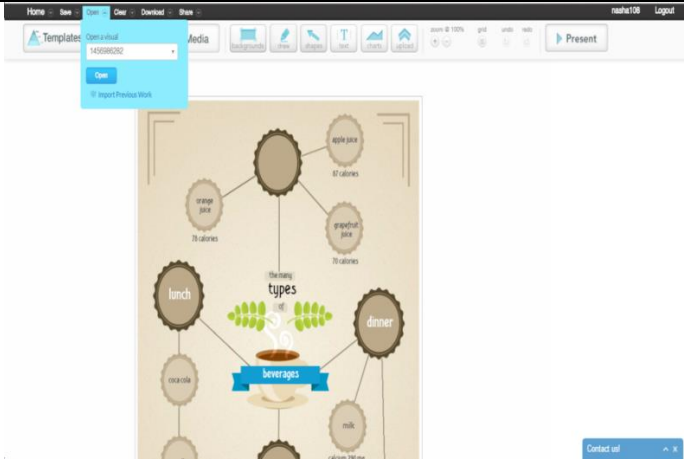 Home Save Open Clear Download Share nasha108 Logout
Templates Media backgrounds draw shapes text charts upload zoom @ 100% grid undo redo Present
Open a visual
1456986292
Open
Import Previous Work
apple juice
67 calories
orange
juice
78 calories
grapefruit
juice
70 calories
the many
types
of
lunch
dinner
beverages
coca cola
milk
Contact us! X